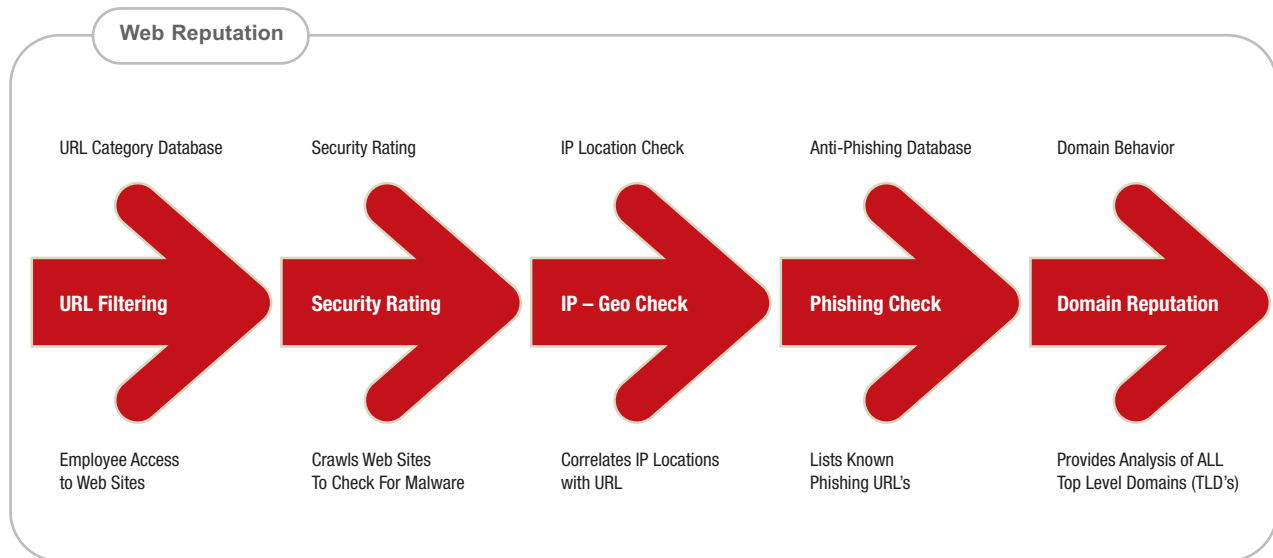 Web Reputation
URL Category Database
Security Rating
IP Location Check
Anti-Phishing Database
Domain Behavior
URL Filtering
Security Rating
IP – Geo Check
Phishing Check
Domain Reputation
Employee Access
to Web Sites
Crawls Web Sites
To Check For Malware
Correlates IP Locations
with URL
Lists Known
Phishing URL's
Provides Analysis of ALL
Top Level Domains (TLD's)